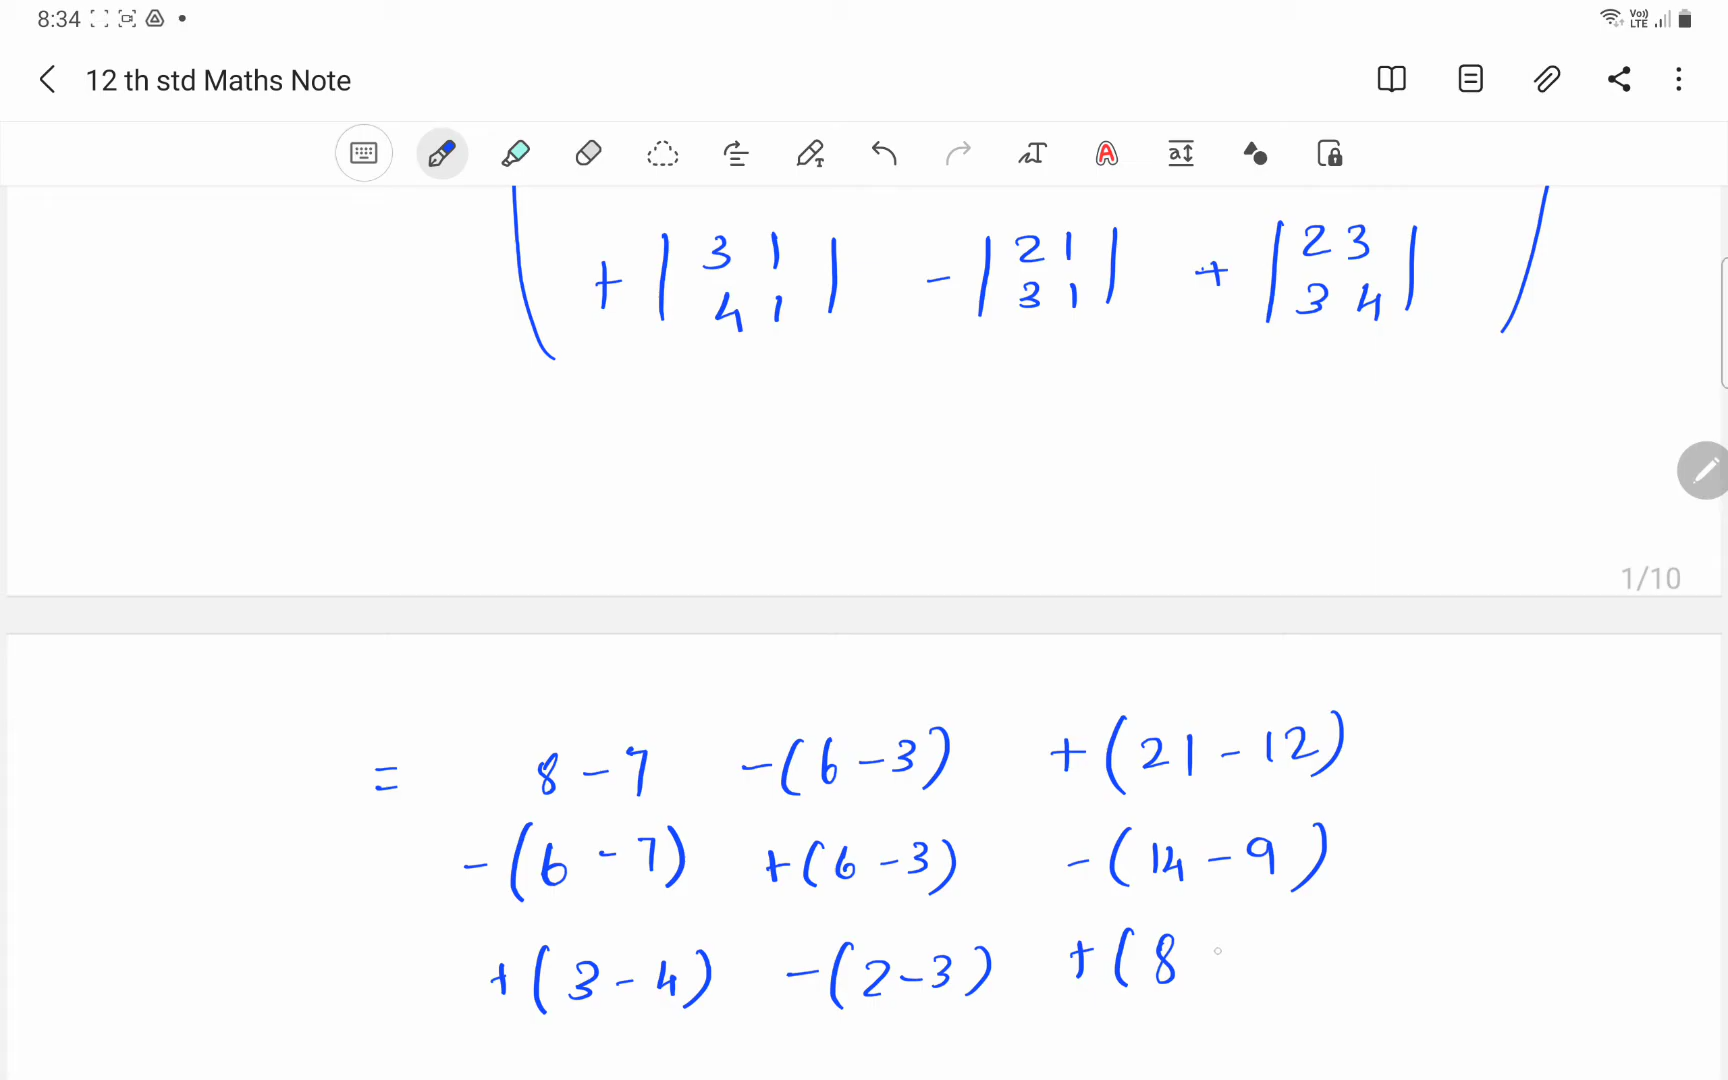 8:34
Vo)) LTE
12 th std Maths Note
+ | 3 1 | - | 2 1 | + | 2 3 |
4 1 3 1 3 4
1/10
= 8 - 7 -(6 - 3) +(21 - 12)
-(6 - 7) +(6 - 3) -(14 - 9)
+(3 - 4) -(2 - 3) +(8